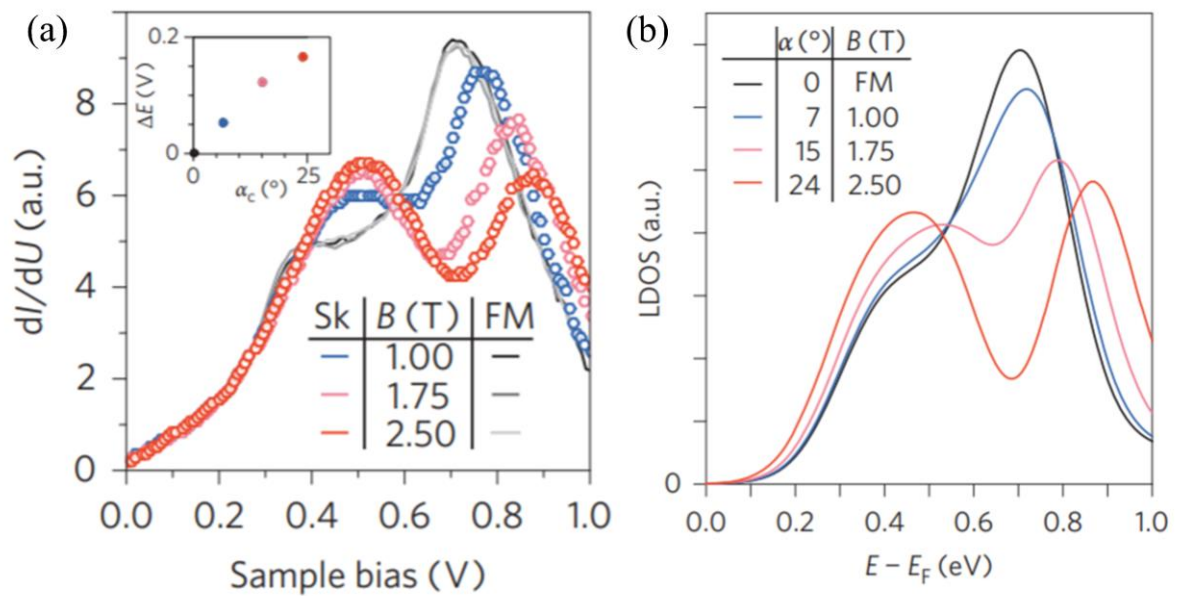 (a)
dI/dU (a.u.)
8
6
4
2
0
0.0 0.2 0.4 0.6 0.8 1.0
Sample bias (V)
ΔE (V)
0.2
0
0 25
αc (°)
Sk B (T) FM
1.00
1.75
2.50
(b)
LDOS (a.u.)
0
0.0 0.2 0.4 0.6 0.8 1.0
E − EF (eV)
α (°) B (T)
0 FM
7 1.00
15 1.75
24 2.50